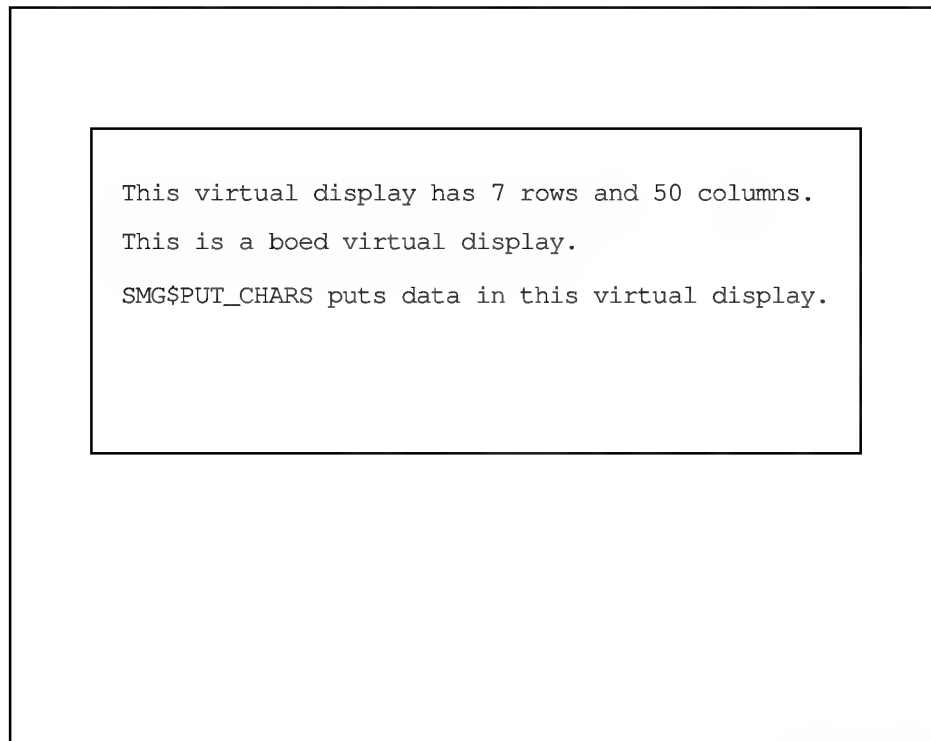 This virtual display has 7 rows and 50 columns.
This is a boed virtual display.
SMG$PUT_CHARS puts data in this virtual display.